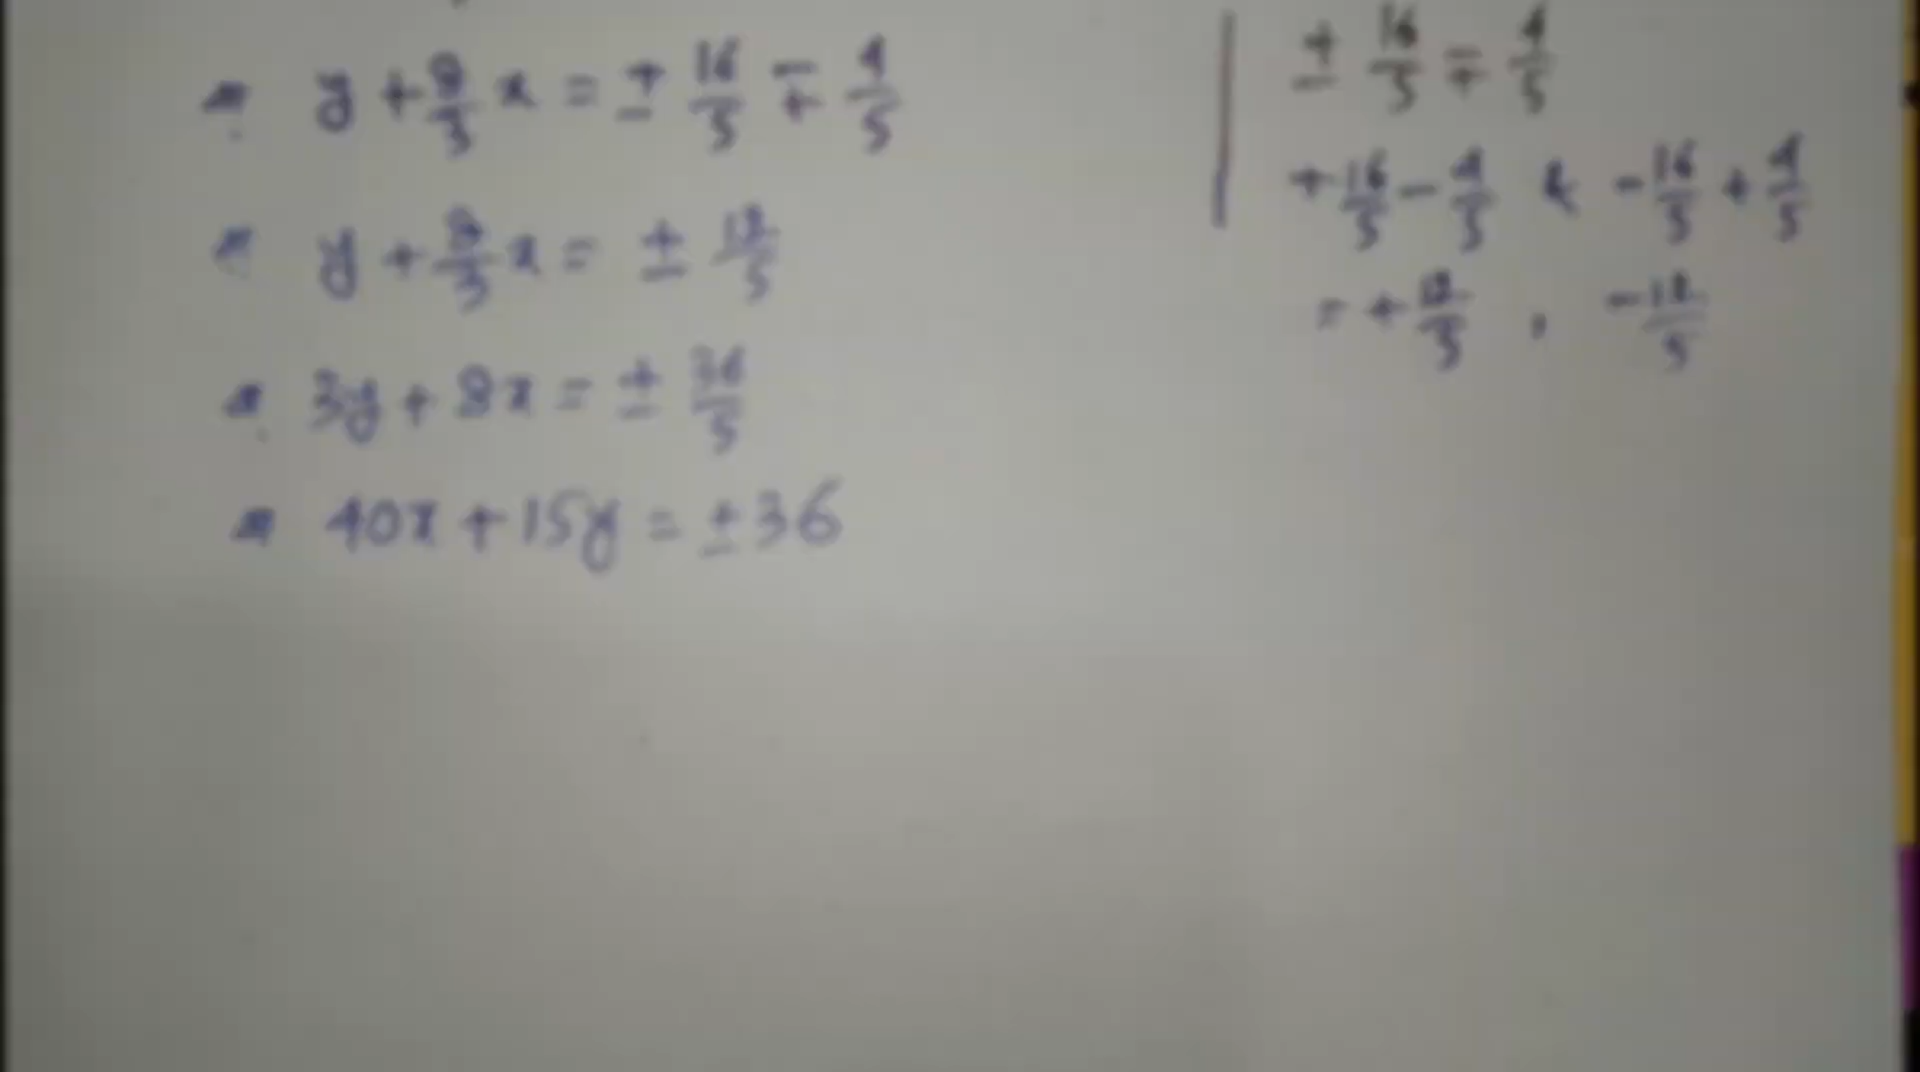 ⇒ y + 8/3 x = ± 16/5 ∓ 4/5
⇒ y + 8/3 x = ± 12/5
⇒ 3y + 8x = ± 36/5
⇒ 40x + 15y = ± 36
± 16/5 ∓ 4/5
+ 16/5 - 4/5 & - 16/5 + 4/5
= + 12/5 , - 12/5